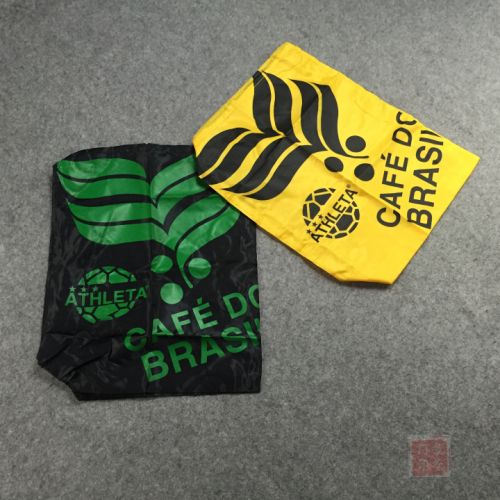 ATHLETA
CAFÉ DO
BRASI
ATHLETA
CAFÉ DO
BRASI